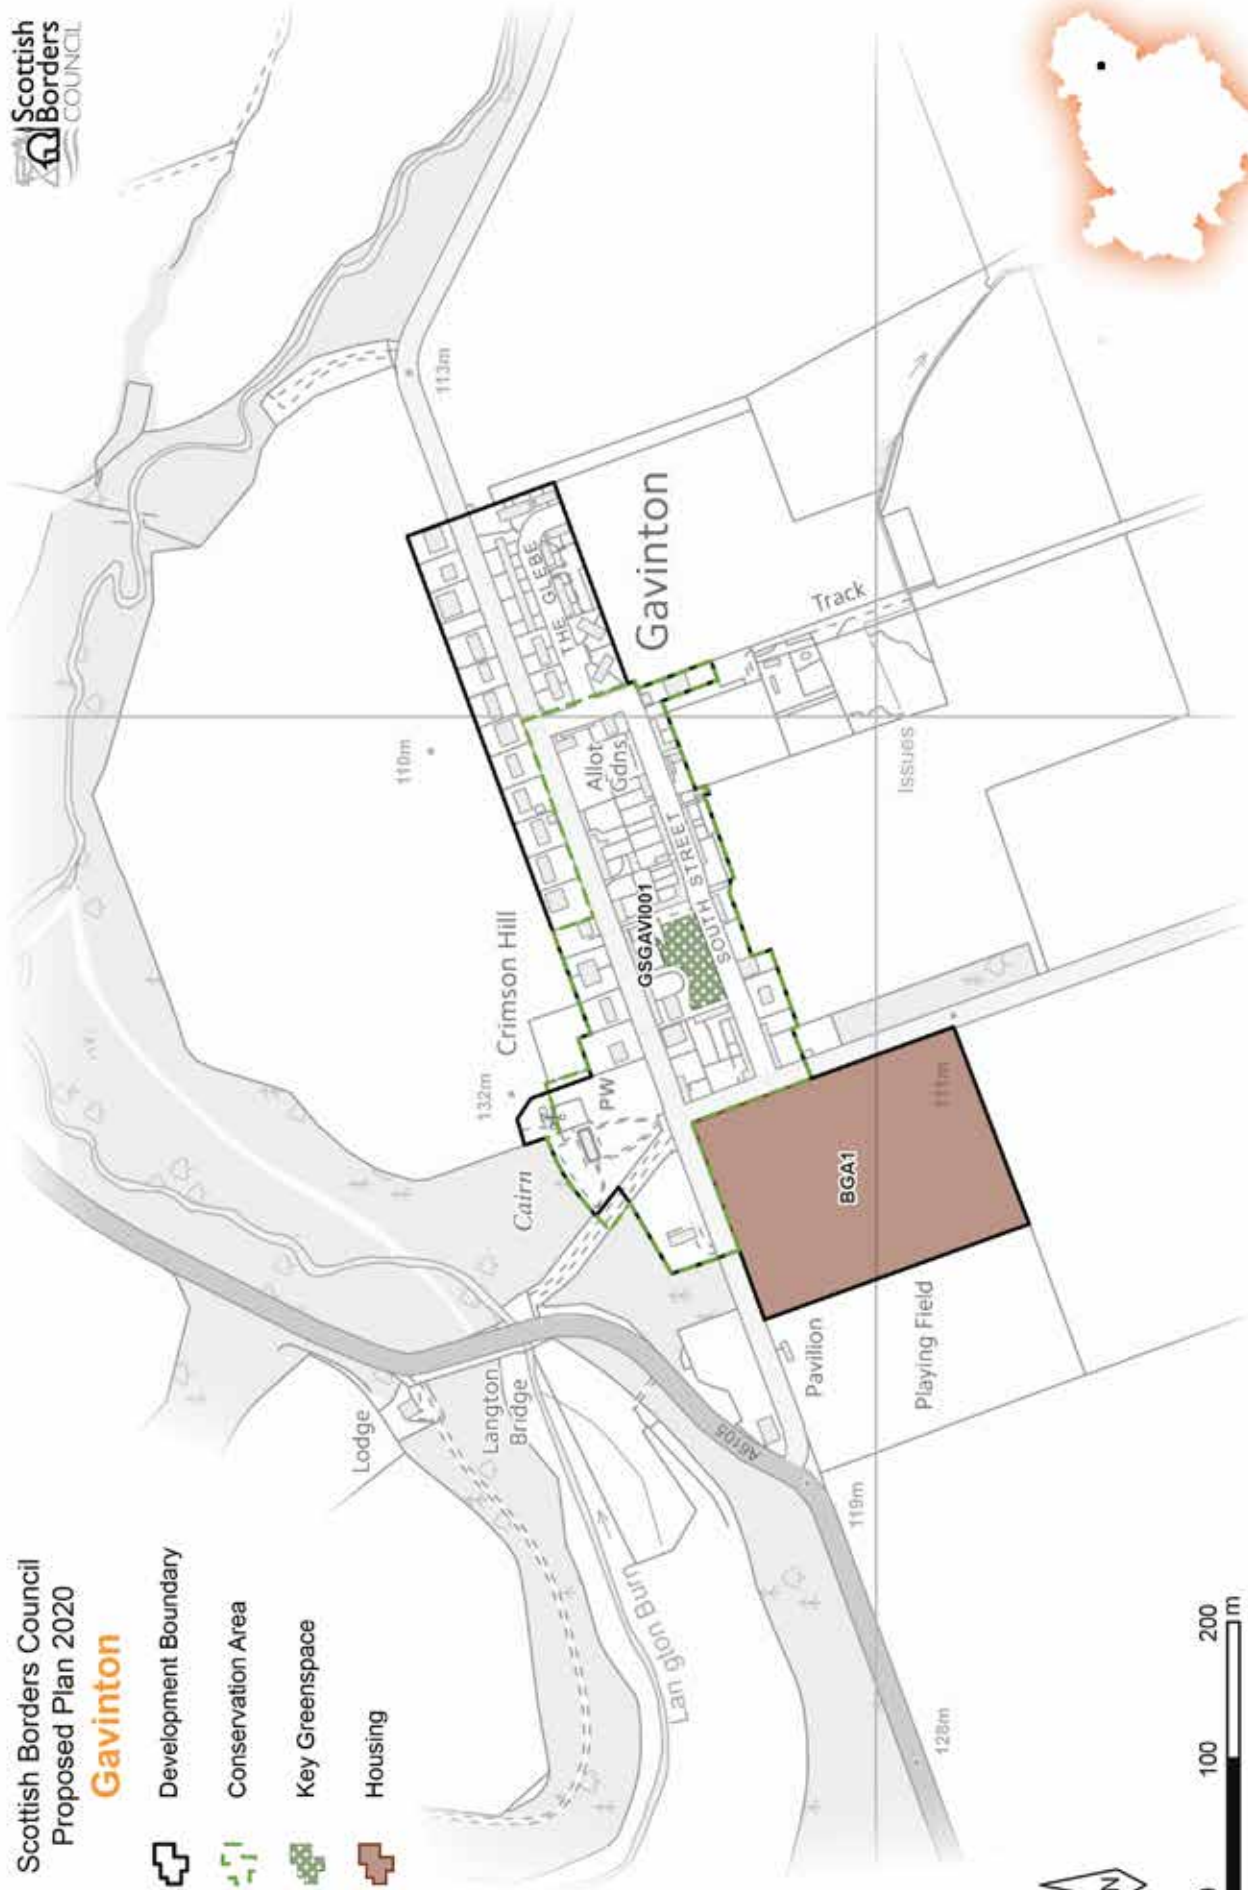 Scottish Borders Council
Proposed Plan 2020
Gavinton
Development Boundary
Conservation Area
Key Greenspace
Housing
Scottish
Borders
COUNCIL
Lodge
Langton
Bridge
Langton Burn
A6105
128m
119m
Pavilion
Playing Field
Cairn
132m
Crimson Hill
PW
BGA1
111m
GSGAVI001
SOUTH STREET
Allot
Gdns
110m
THE GLEBE
Gavinton
113m
Track
Issues
100
200
m
N